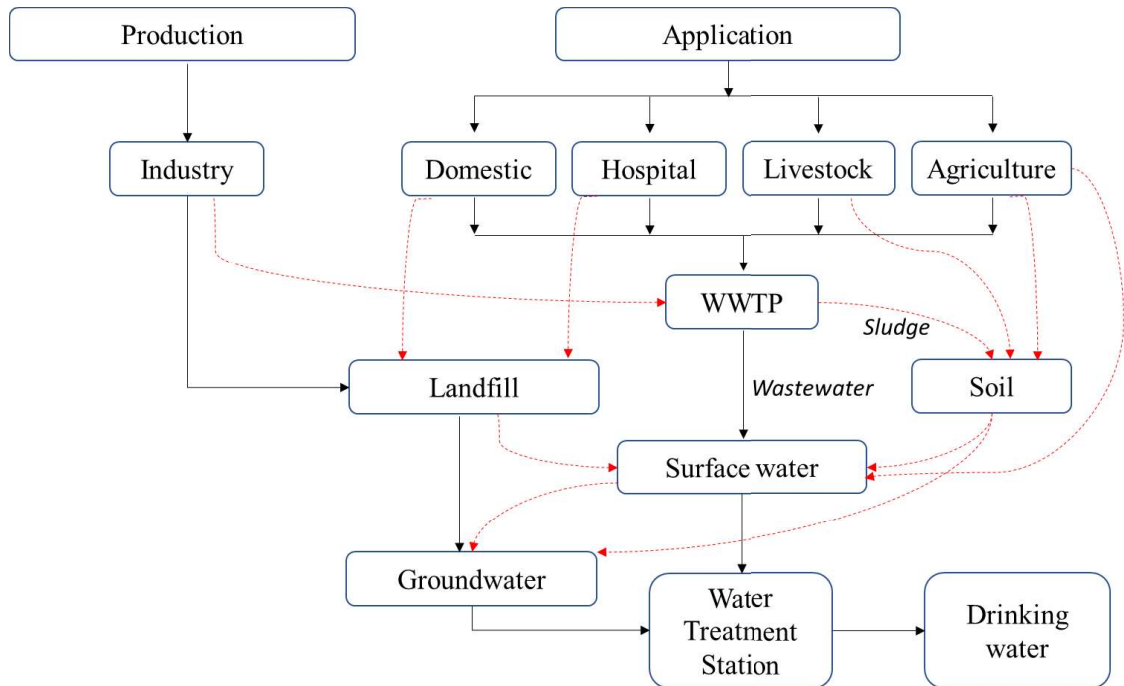 Production
Application
Industry
Domestic
Hospital
Livestock
Agriculture
WWTP
Sludge
Landfill
Wastewater
Soil
Surface water
Groundwater
Water
Treatment
Station
Drinking
water